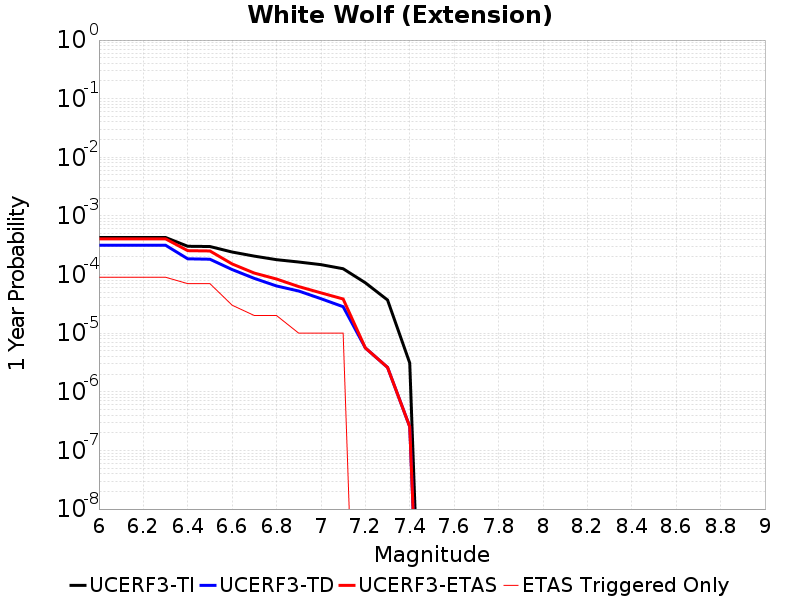 White Wolf (Extension)
1 Year Probability
10^0
10^-1
10^-2
10^-3
10^-4
10^-5
10^-6
10^-7
10^-8
6 6.2 6.4 6.6 6.8 7 7.2 7.4 7.6 7.8 8 8.2 8.4 8.6 8.8 9
Magnitude
UCERF3-TI UCERF3-TD UCERF3-ETAS ETAS Triggered Only